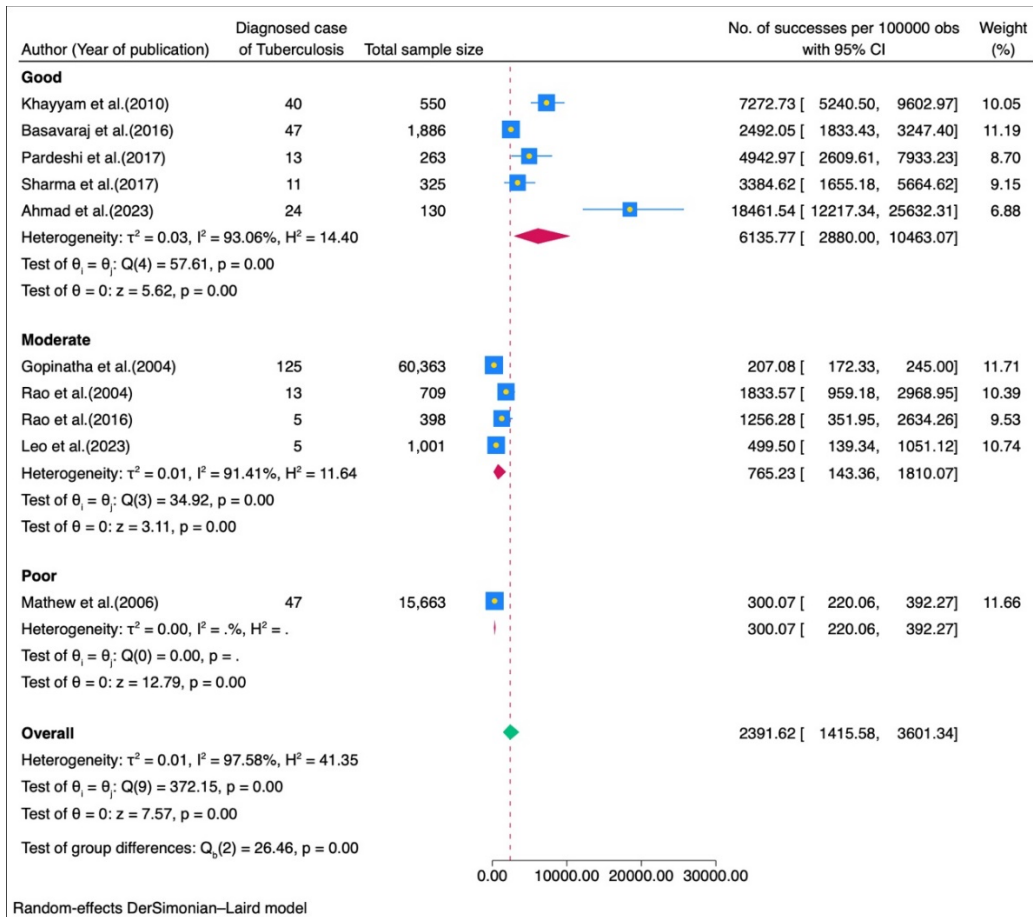 Diagnosed case No. of successes per 100000 obs Weight
Author (Year of publication) of Tuberculosis Total sample size with 95% CI (%)
Good
Khayyam et al.(2010) 40 550 7272.73 [ 5240.50, 9602.97] 10.05
Basavaraj et al.(2016) 47 1,886 2492.05 [ 1833.43, 3247.40] 11.19
Pardeshi et al.(2017) 13 263 4942.97 [ 2609.61, 7933.23] 8.70
Sharma et al.(2017) 11 325 3384.62 [ 1655.18, 5664.62] 9.15
Ahmad et al.(2023) 24 130 18461.54 [ 12217.34, 25632.31] 6.88
Heterogeneity: τ² = 0.03, I² = 93.06%, H² = 14.40 6135.77 [ 2880.00, 10463.07]
Test of θᵢ = θⱼ: Q(4) = 57.61, p = 0.00
Test of θ = 0: z = 5.62, p = 0.00
Moderate
Gopinatha et al.(2004) 125 60,363 207.08 [ 172.33, 245.00] 11.71
Rao et al.(2004) 13 709 1833.57 [ 959.18, 2968.95] 10.39
Rao et al.(2016) 5 398 1256.28 [ 351.95, 2634.26] 9.53
Leo et al.(2023) 5 1,001 499.50 [ 139.34, 1051.12] 10.74
Heterogeneity: τ² = 0.01, I² = 91.41%, H² = 11.64 765.23 [ 143.36, 1810.07]
Test of θᵢ = θⱼ: Q(3) = 34.92, p = 0.00
Test of θ = 0: z = 3.11, p = 0.00
Poor
Mathew et al.(2006) 47 15,663 300.07 [ 220.06, 392.27] 11.66
Heterogeneity: τ² = 0.00, I² = .%, H² = . 300.07 [ 220.06, 392.27]
Test of θᵢ = θⱼ: Q(0) = 0.00, p = .
Test of θ = 0: z = 12.79, p = 0.00
Overall 2391.62 [ 1415.58, 3601.34]
Heterogeneity: τ² = 0.01, I² = 97.58%, H² = 41.35
Test of θᵢ = θⱼ: Q(9) = 372.15, p = 0.00
Test of θ = 0: z = 7.57, p = 0.00
Test of group differences: Q_b(2) = 26.46, p = 0.00
0.00 10000.00 20000.00 30000.00
Random-effects DerSimonian–Laird model